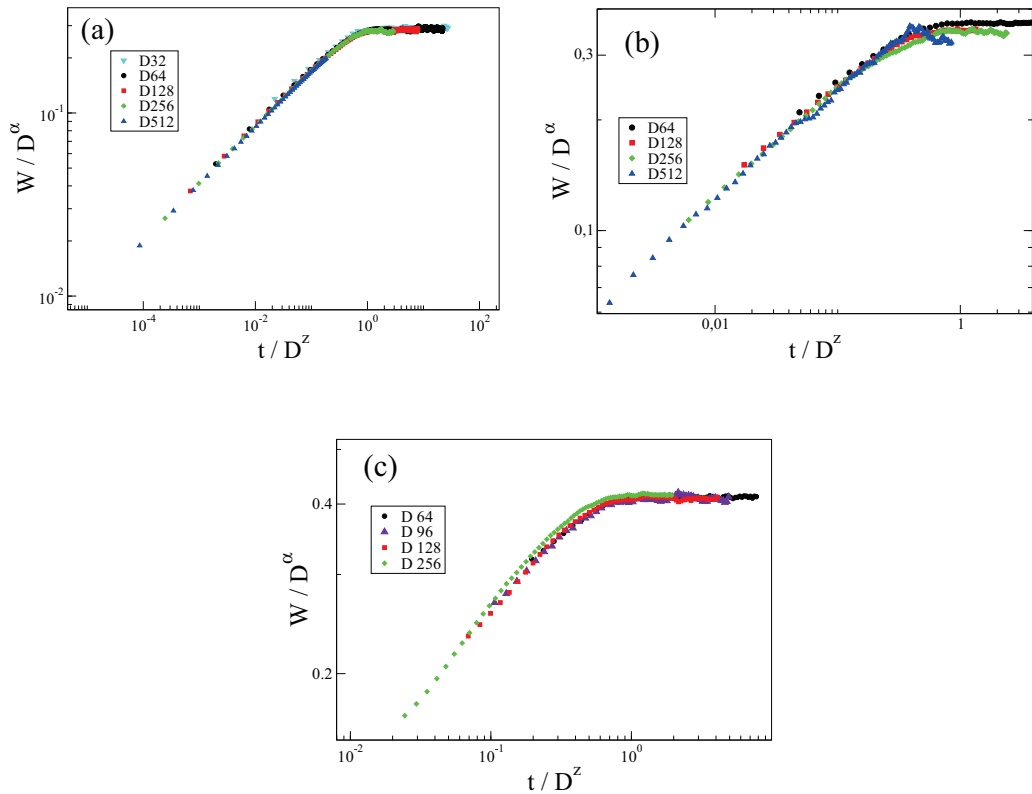 (a)
D32
D64
D128
D256
D512
W / D^α
10^-1
10^-2
10^-4
10^-2
10^0
10^2
t / D^z
(b)
D64
D128
D256
D512
W / D^α
0,3
0,1
0,01
1
t / D^z
(c)
D 64
D 96
D 128
D 256
W / D^α
0.4
0.2
10^-2
10^-1
10^0
t / D^z